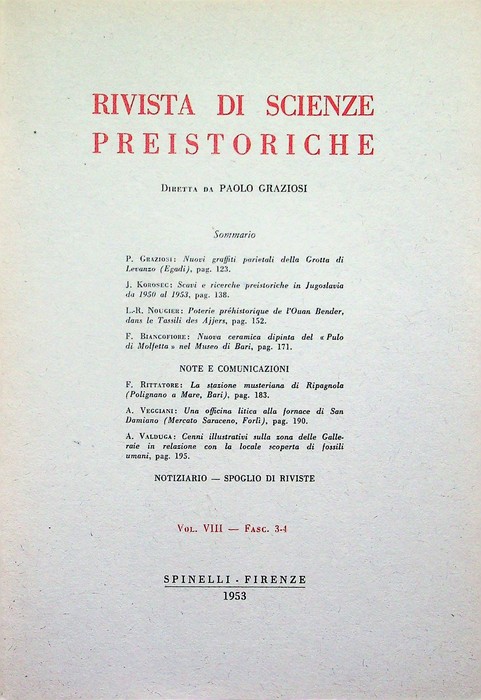 RIVISTA DI SCIENZE
PREISTORICHE
DIRETTA DA PAOLO GRAZIOSI
Sommario
P. GRAZIOSI: Nuovi graffiti parietali della Grotta di
Levanzo (Egadi), pag. 123.
J. KOROSEC: Scavi e ricerche preistoriche in Jugoslavia
da 1950 al 1953, pag. 138.
L.-R. NOUGIER: Poterie préhistorique de l'Ouan Bender,
dans le Tassili des Ajjers, pag. 152.
F. BIANCOFIORE: Nuova ceramica dipinta del « Pulo
di Molfetta » nel Museo di Bari, pag. 171.
NOTE E COMUNICAZIONI
F. RITTATORE: La stazione musteriana di Ripagnola
(Polignano a Mare, Bari), pag. 183.
A. VEGGIANI: Una officina litica alla fornace di San
Damiano (Mercato Saraceno, Forlì), pag. 190.
A. VALDUGA: Cenni illustrativi sulla zona delle Galle-
raie in relazione con la locale scoperta di fossili
umani, pag. 195.
NOTIZIARIO — SPOGLIO DI RIVISTE
VOL. VIII — FASC. 3-4
SPINELLI - FIRENZE
1953